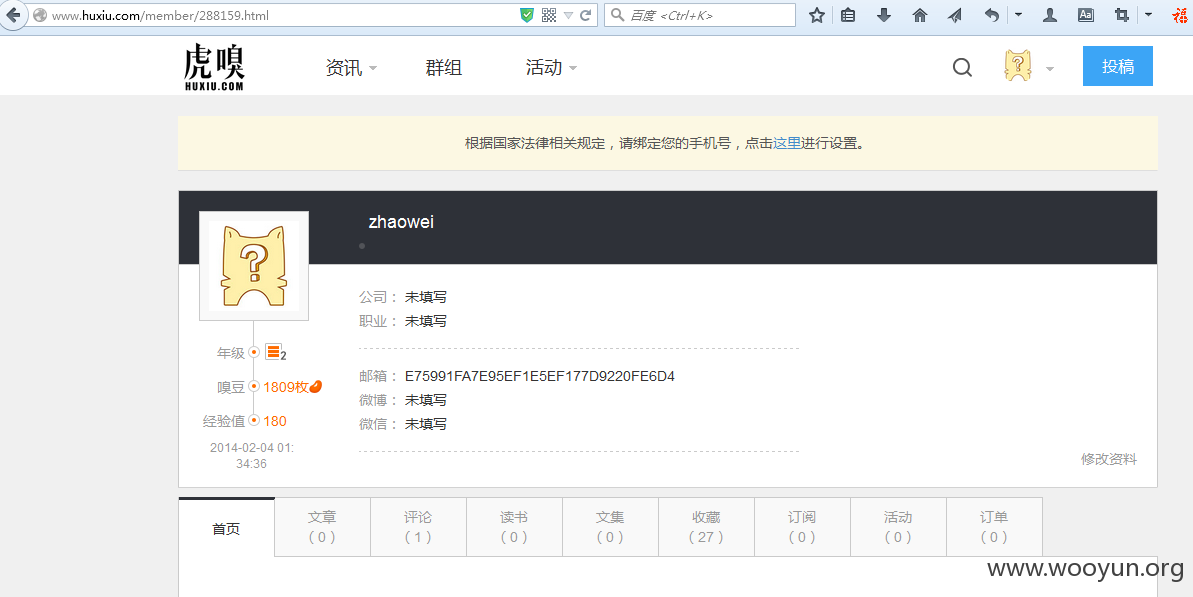 www.huxiu.com/member/288159.html
百度 <Ctrl+K>
Aa
福
虎嗅
HUXIU.COM
资讯
群组
活动
投稿
根据国家法律相关规定，请绑定您的手机号，点击这里进行设置。
zhaowei
公司： 未填写
职业： 未填写
年级 2
嗅豆 1809枚
经验值 180
2014-02-04 01:
34:36
邮箱： E75991FA7E95EF1E5EF177D9220FE6D4
微博： 未填写
微信： 未填写
修改资料
首页
文章
（ 0 ）
评论
（ 1 ）
读书
（ 0 ）
文集
（ 0 ）
收藏
（ 27 ）
订阅
（ 0 ）
活动
（ 0 ）
订单
（ 0 ）
www.wooyun.org